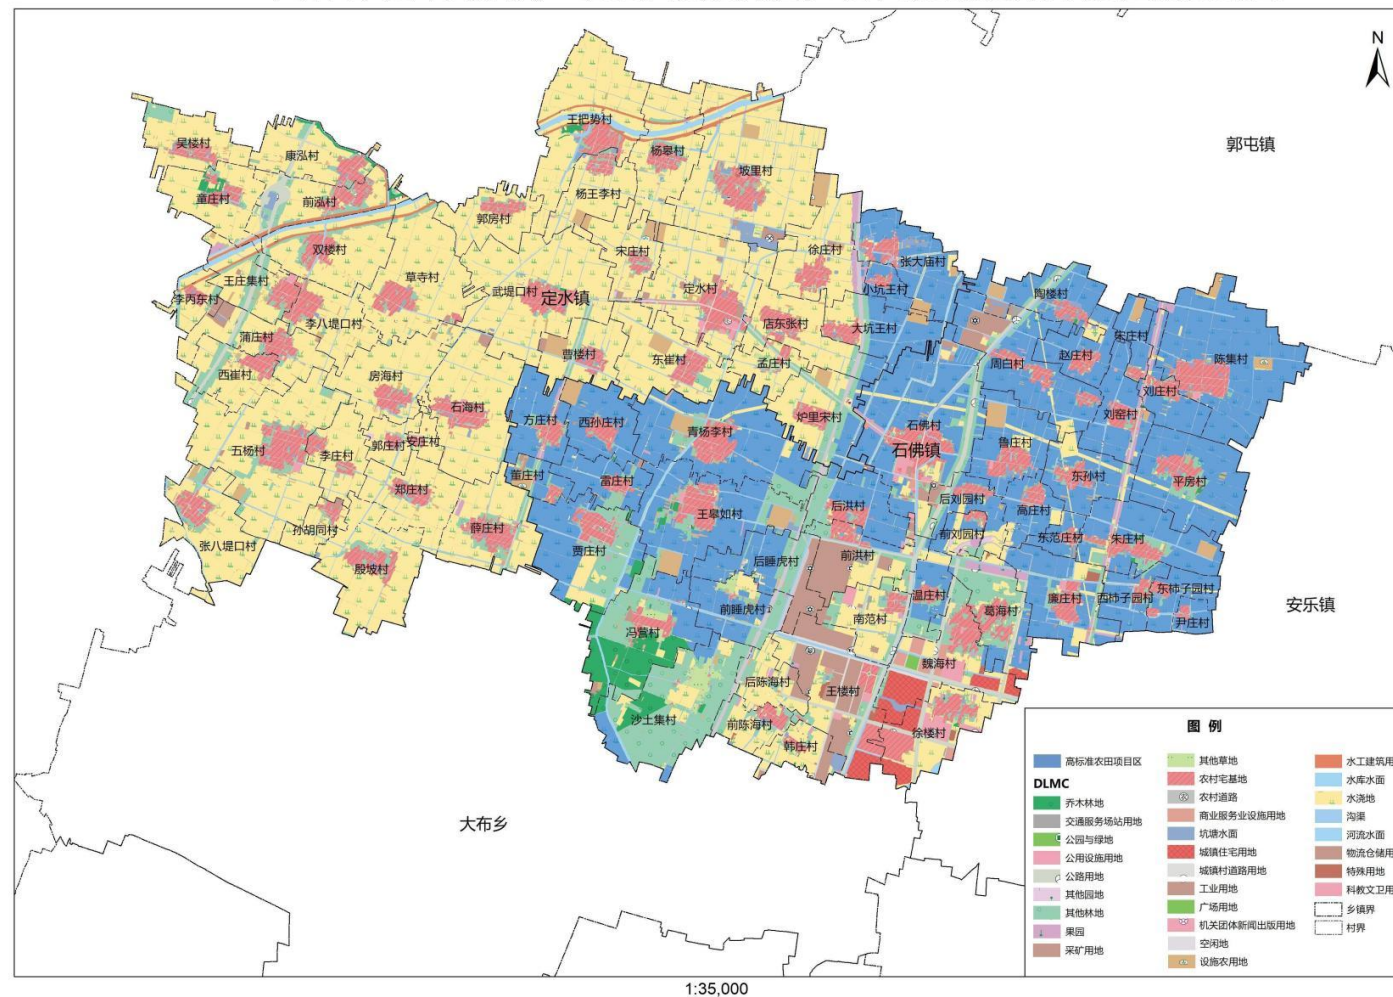 N
郭屯镇
安乐镇
大布乡
定水镇
石佛镇
王把势村
吴楼村
康泓村
杨皋村
坡里村
童庄村
前泓村
杨王李村
郭房村
双楼村
宋庄村
徐庄村
张大庙村
王庄集村
草寺村
李丙东村
武堤口村
定水村
小坑王村
陶楼村
李八堤口村
店东张村
大坑王村
宋庄村
蒲庄村
曹楼村
东崔村
孟庄村
周白村
赵庄村
陈集村
西崔村
房海村
刘庄村
石海村
方庄村
西孙庄村
青杨李村
炉里宋村
石佛村
刘窑村
五杨村
李庄村
郭庄村
安庄村
鲁庄村
董庄村
雷庄村
东孙村
平房村
郑庄村
王皋如村
后洪村
后刘园村
高庄村
张八堤口村
孙胡同村
薛庄村
贾庄村
前刘园村
东范庄村
朱庄村
殷坡村
后睡虎村
前洪村
前睡虎村
温庄村
葛海村
廉庄村
西柿子园村
东柿子园村
尹庄村
冯营村
南范村
魏海村
后陈海村
王楼村
沙土集村
前陈海村
韩庄村
徐楼村
图 例
高标准农田项目区
DLMC
乔木林地
交通服务场站用地
公园与绿地
公用设施用地
公路用地
其他园地
其他林地
果园
采矿用地
其他草地
农村宅基地
农村道路
商业服务业设施用地
坑塘水面
城镇住宅用地
城镇村道路用地
工业用地
广场用地
机关团体新闻出版用地
空闲地
设施农用地
水工建筑用
水库水面
水浇地
沟渠
河流水面
物流仓储用
特殊用地
科教文卫用
乡镇界
村界
1:35,000